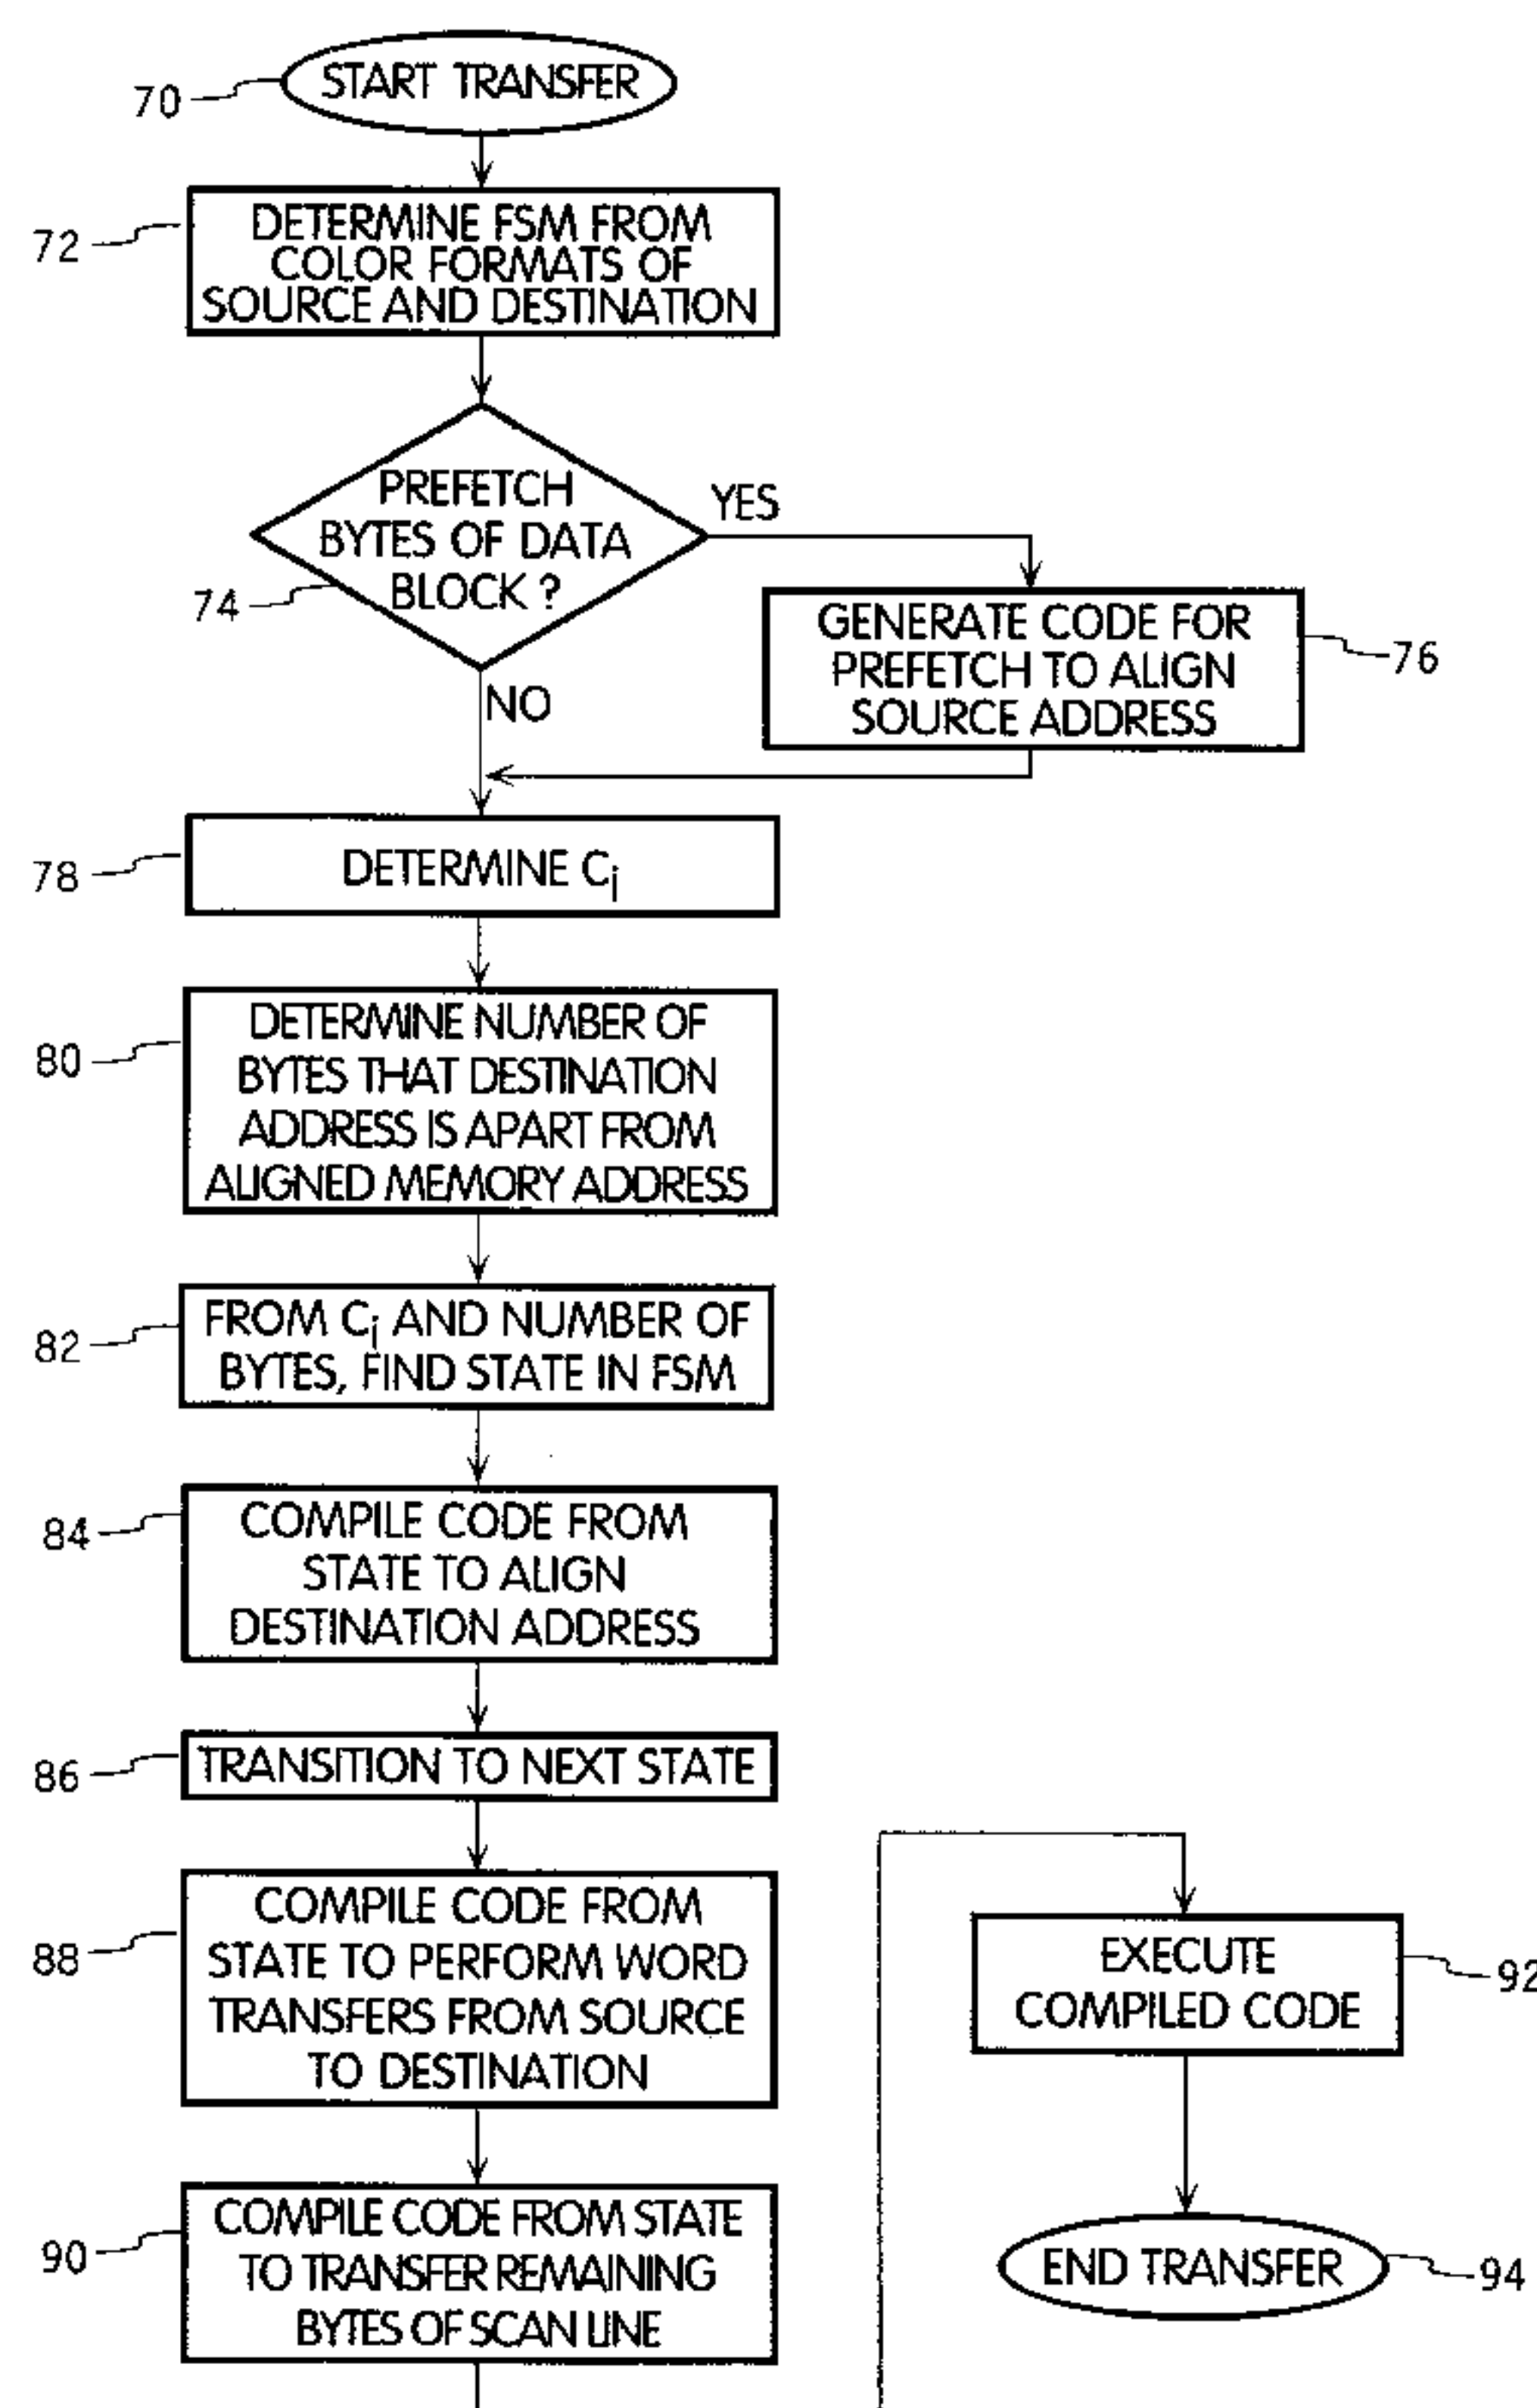 70
START TRANSFER
72
DETERMINE FSM FROM
COLOR FORMATS OF
SOURCE AND DESTINATION
74
PREFETCH
BYTES OF DATA
BLOCK ?
YES
NO
GENERATE CODE FOR
PREFETCH TO ALIGN
SOURCE ADDRESS
76
78
DETERMINE Ci
80
DETERMINE NUMBER OF
BYTES THAT DESTINATION
ADDRESS IS APART FROM
ALIGNED MEMORY ADDRESS
82
FROM Ci AND NUMBER OF
BYTES, FIND STATE IN FSM
84
COMPILE CODE FROM
STATE TO ALIGN
DESTINATION ADDRESS
86
TRANSITION TO NEXT STATE
88
COMPILE CODE FROM
STATE TO PERFORM WORD
TRANSFERS FROM SOURCE
TO DESTINATION
90
COMPILE CODE FROM STATE
TO TRANSFER REMAINING
BYTES OF SCAN LINE
EXECUTE
COMPILED CODE
92
END TRANSFER
94